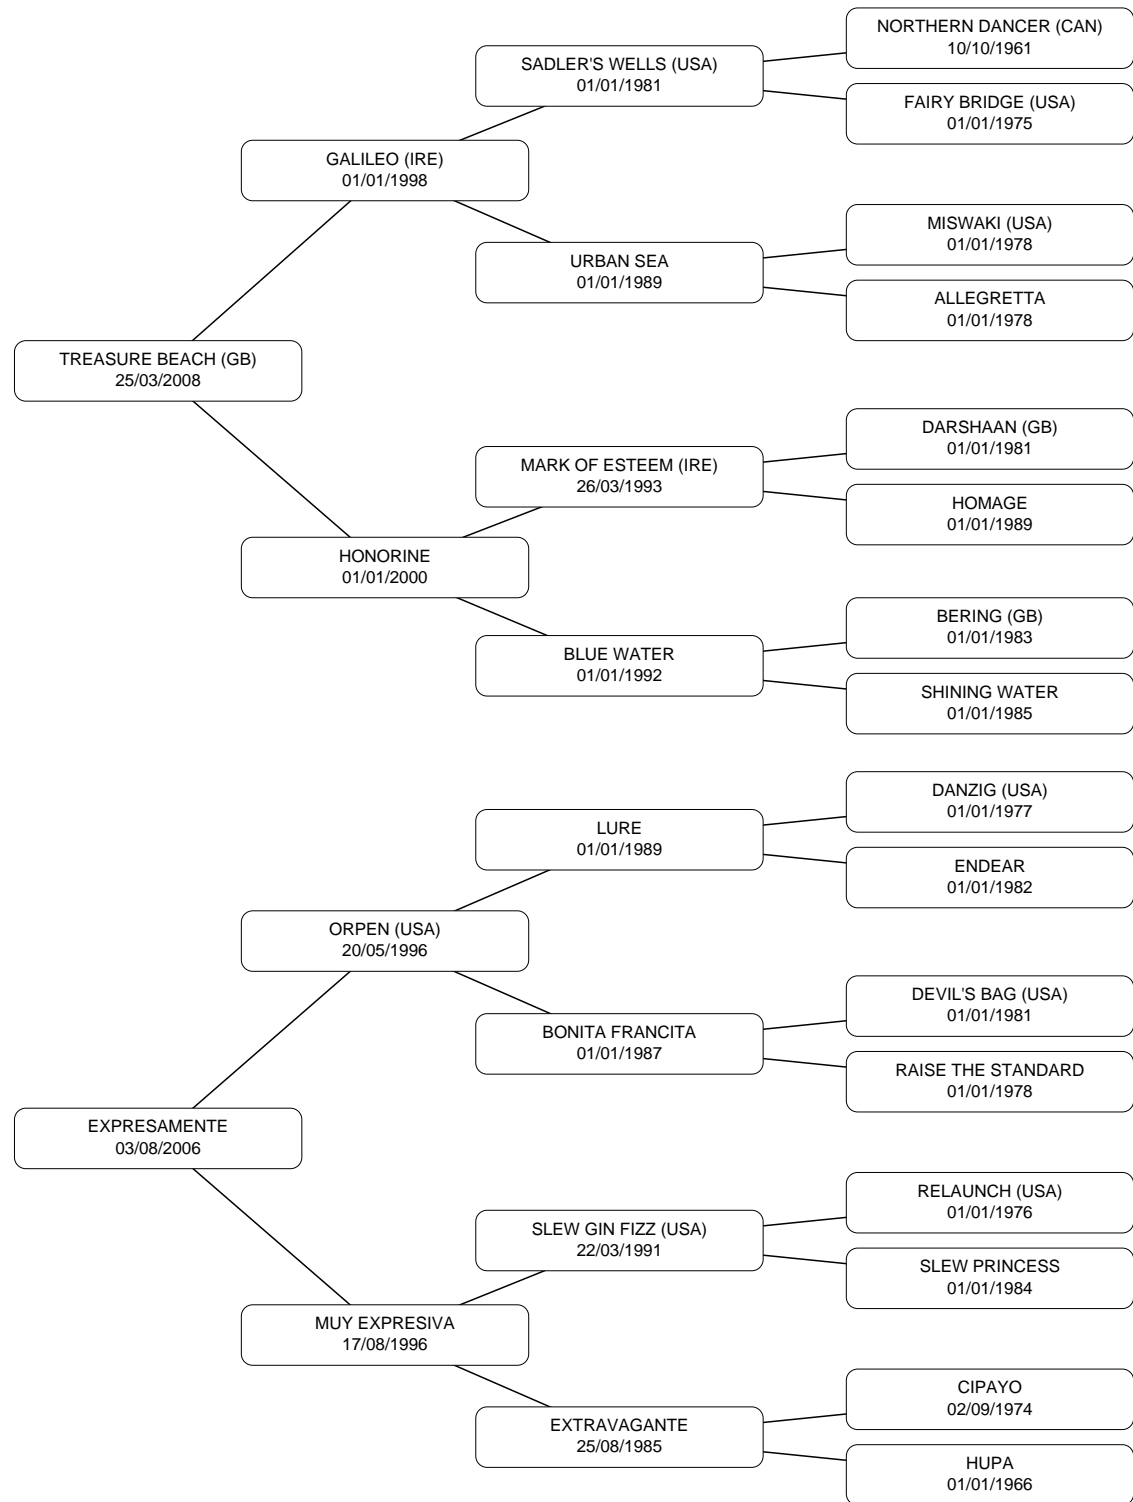 NORTHERN DANCER (CAN)
10/10/1961
SADLER'S WELLS (USA)
01/01/1981
FAIRY BRIDGE (USA)
01/01/1975
GALILEO (IRE)
01/01/1998
MISWAKI (USA)
01/01/1978
URBAN SEA
01/01/1989
ALLEGRETTA
01/01/1978
TREASURE BEACH (GB)
25/03/2008
DARSHAAN (GB)
01/01/1981
MARK OF ESTEEM (IRE)
26/03/1993
HOMAGE
01/01/1989
HONORINE
01/01/2000
BERING (GB)
01/01/1983
BLUE WATER
01/01/1992
SHINING WATER
01/01/1985
DANZIG (USA)
01/01/1977
LURE
01/01/1989
ENDEAR
01/01/1982
ORPEN (USA)
20/05/1996
DEVIL'S BAG (USA)
01/01/1981
BONITA FRANCITA
01/01/1987
RAISE THE STANDARD
01/01/1978
EXPRESAMENTE
03/08/2006
RELAUNCH (USA)
01/01/1976
SLEW GIN FIZZ (USA)
22/03/1991
SLEW PRINCESS
01/01/1984
MUY EXPRESIVA
17/08/1996
CIPAYO
02/09/1974
EXTRAVAGANTE
25/08/1985
HUPA
01/01/1966